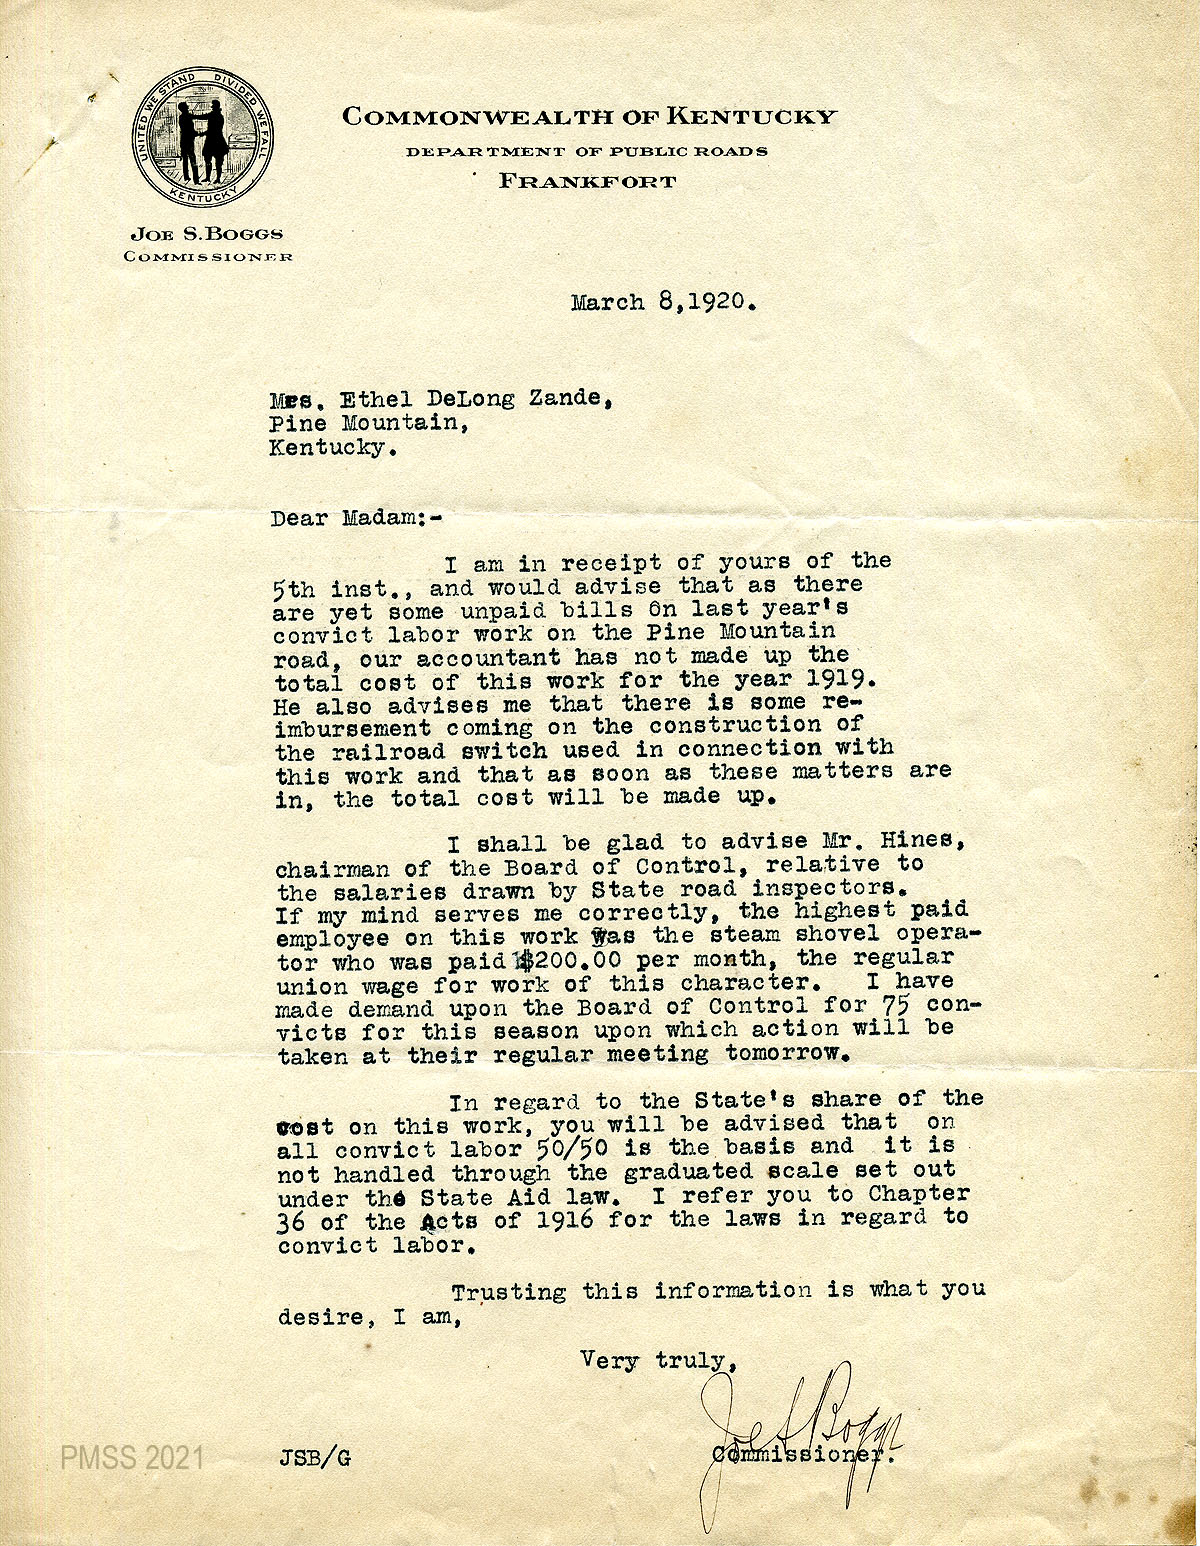 UNITED WE STAND DIVIDED WE FALL
KENTUCKY
JOE S. BOGGS
COMMISSIONER
COMMONWEALTH OF KENTUCKY
DEPARTMENT OF PUBLIC ROADS
FRANKFORT
March 8,1920.
Mrs. Ethel DeLong Zande,
Pine Mountain,
Kentucky.
Dear Madam:-
I am in receipt of yours of the
5th inst., and would advise that as there
are yet some unpaid bills on last year's
convict labor work on the Pine Mountain
road, our accountant has not made up the
total cost of this work for the year 1919.
He also advises me that there is some re-
imbursement coming on the construction of
the railroad switch used in connection with
this work and that as soon as these matters are
in, the total cost will be made up.
I shall be glad to advise Mr. Hines,
chairman of the Board of Control, relative to
the salaries drawn by State road inspectors.
If my mind serves me correctly, the highest paid
employee on this work was the steam shovel opera-
tor who was paid $200.00 per month, the regular
union wage for work of this character. I have
made demand upon the Board of Control for 75 con-
victs for this season upon which action will be
taken at their regular meeting tomorrow.
In regard to the State's share of the
cost on this work, you will be advised that on
all convict labor 50/50 is the basis and it is
not handled through the graduated scale set out
under the State Aid law. I refer you to Chapter
36 of the Acts of 1916 for the laws in regard to
convict labor.
Trusting this information is what you
desire, I am,
Very truly,
Joe S Boggs
Commissioner.
JSB/G
PMSS 2021